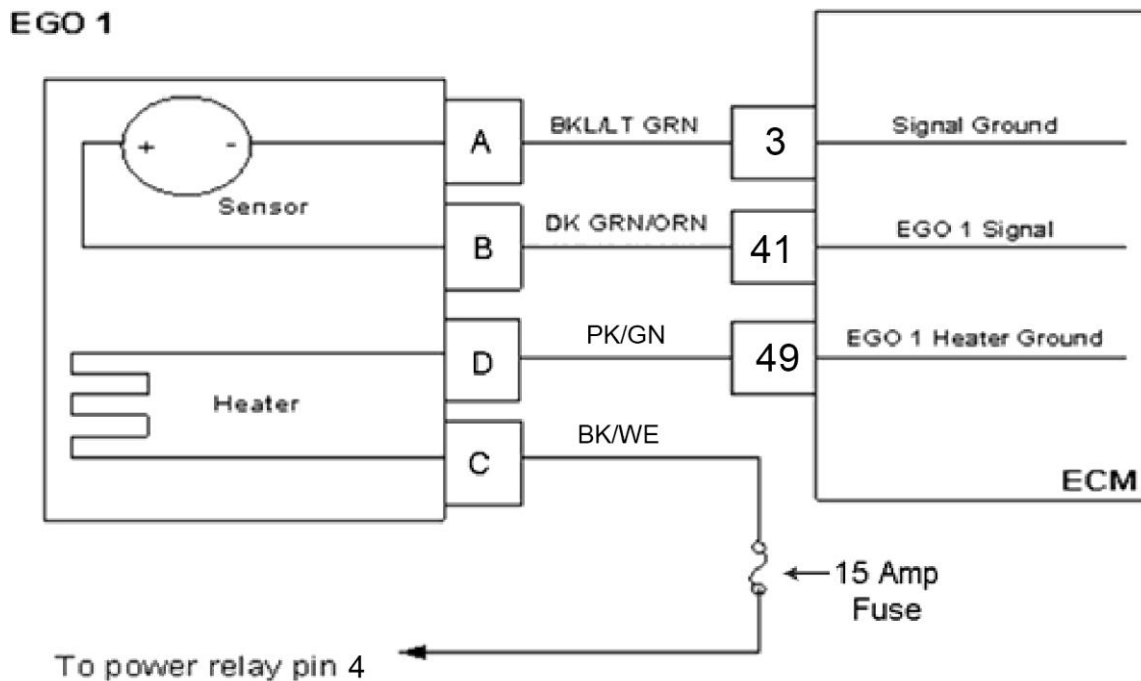 EGO 1
A
BKL/LT GRN
3
Signal Ground
+ -
Sensor
B
DK GRN/ORN
41
EGO 1 Signal
D
PK/GN
49
EGO 1 Heater Ground
Heater
C
BK/WE
ECM
15 Amp
Fuse
To power relay pin 4